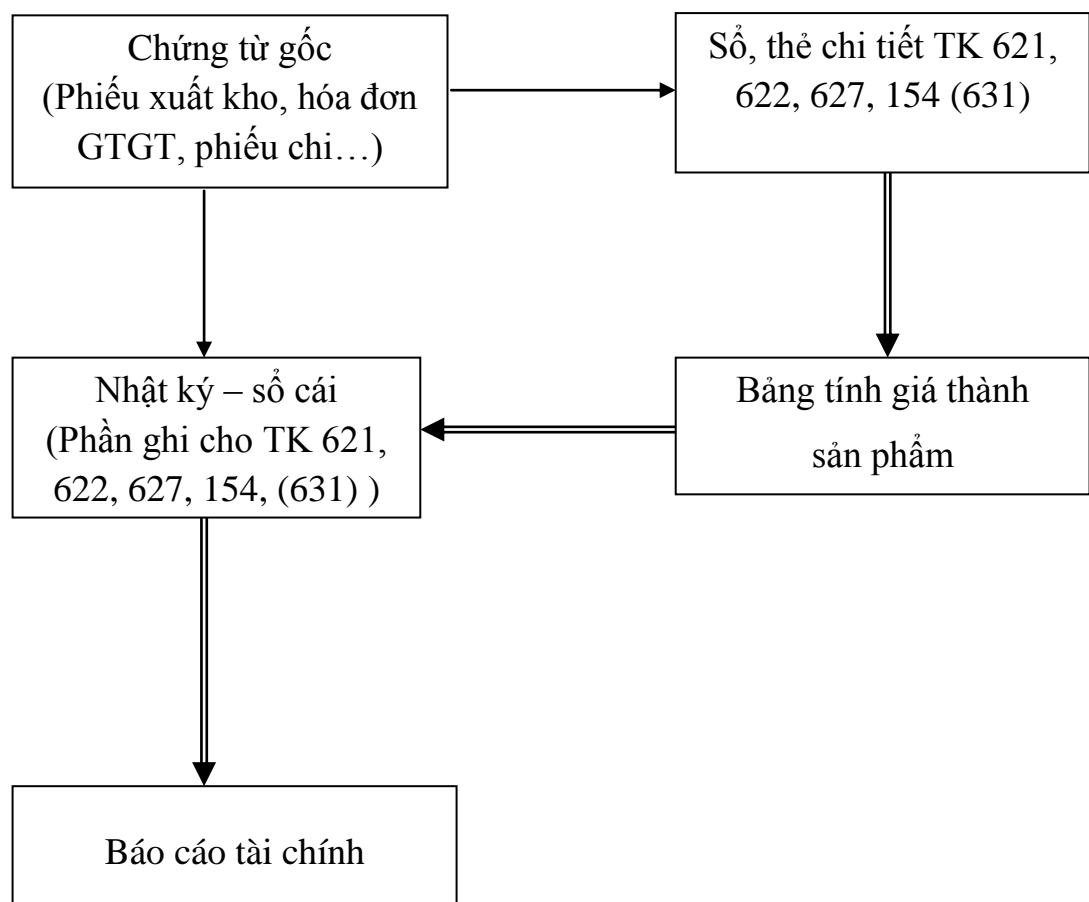 Chứng từ gốc
(Phiếu xuất kho, hóa đơn
GTGT, phiếu chi…)
Sổ, thẻ chi tiết TK 621,
622, 627, 154 (631)
Nhật ký – sổ cái
(Phần ghi cho TK 621,
622, 627, 154, (631) )
Bảng tính giá thành
sản phẩm
Báo cáo tài chính